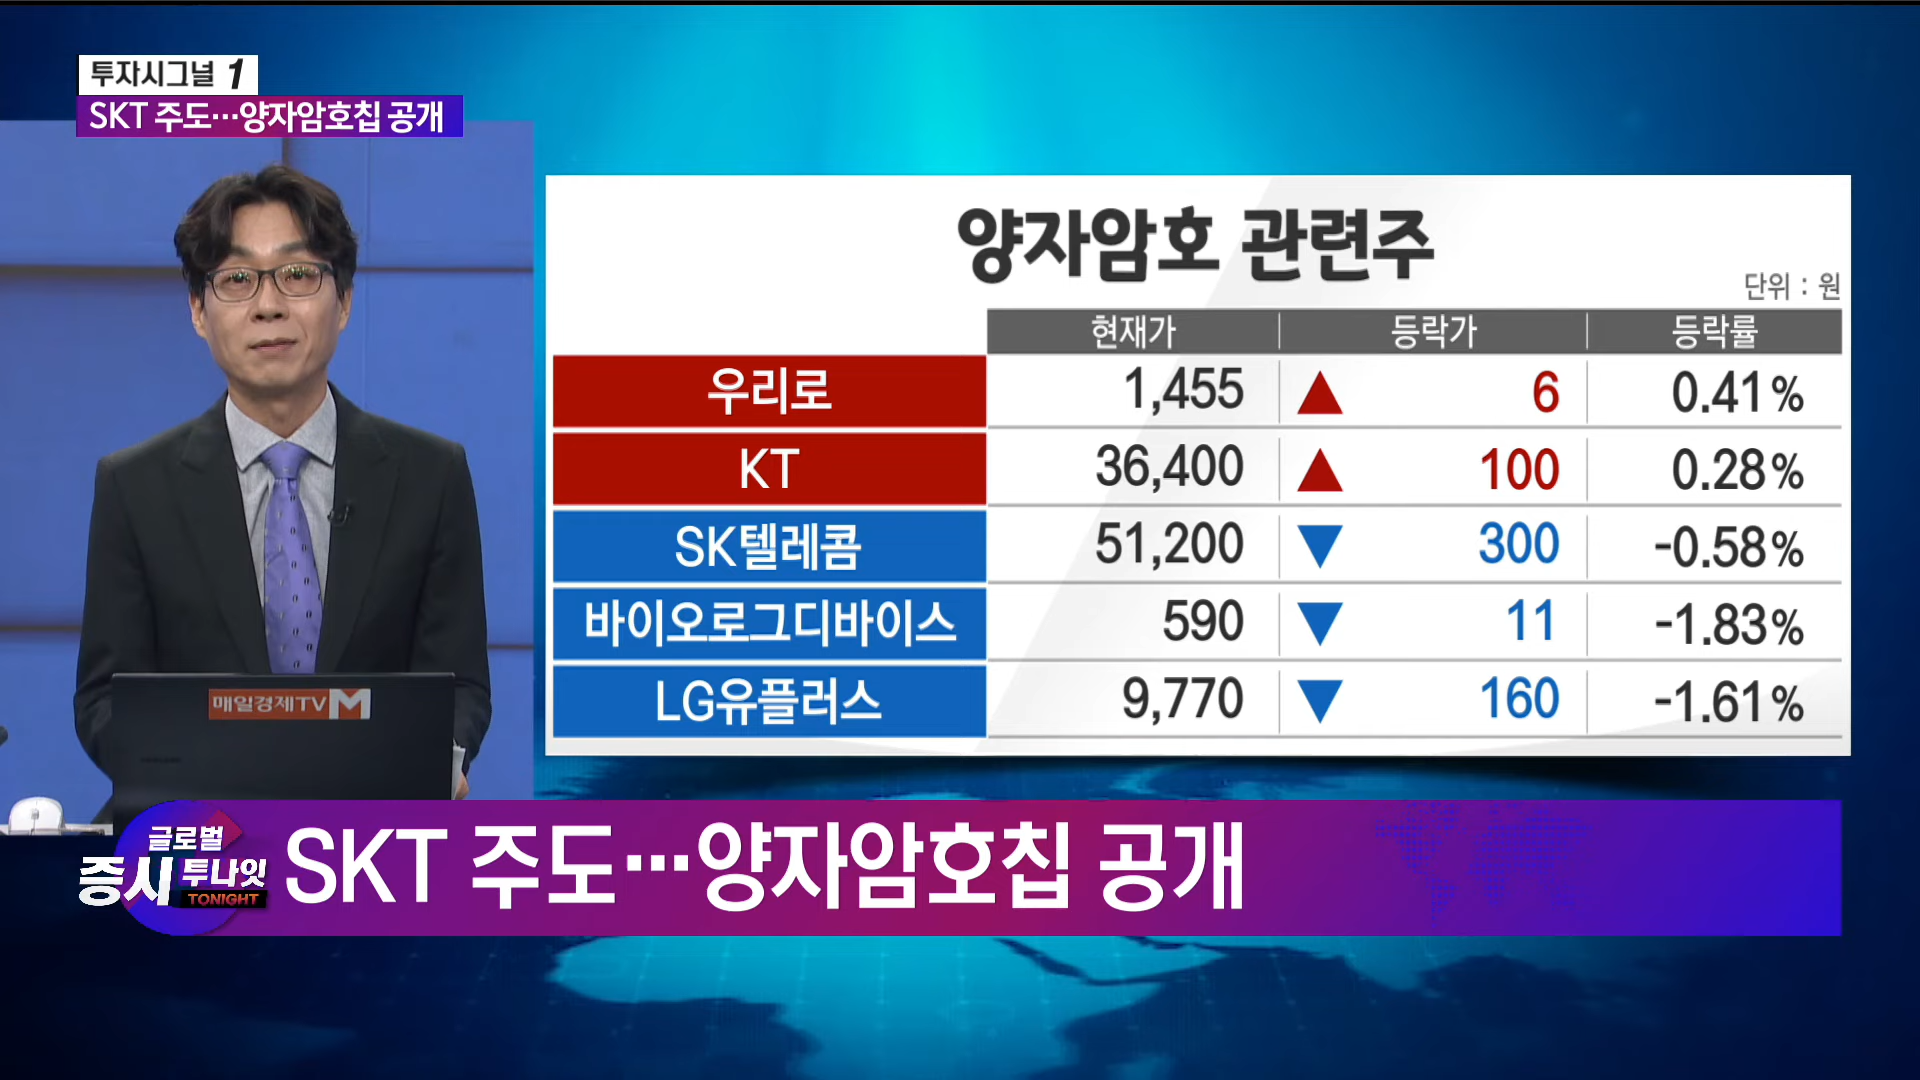 투자시그널 1
SKT 주도…양자암호칩 공개
양자암호 관련주
단위 : 원
현재가 등락가 등락률
우리로 1,455 ▲ 6 0.41%
KT 36,400 ▲ 100 0.28%
SK텔레콤 51,200 ▼ 300 -0.58%
바이오로그디바이스 590 ▼ 11 -1.83%
LG유플러스 9,770 ▼ 160 -1.61%
매일경제TV M
글로벌
증시 투나잇
TONIGHT
SKT 주도…양자암호칩 공개